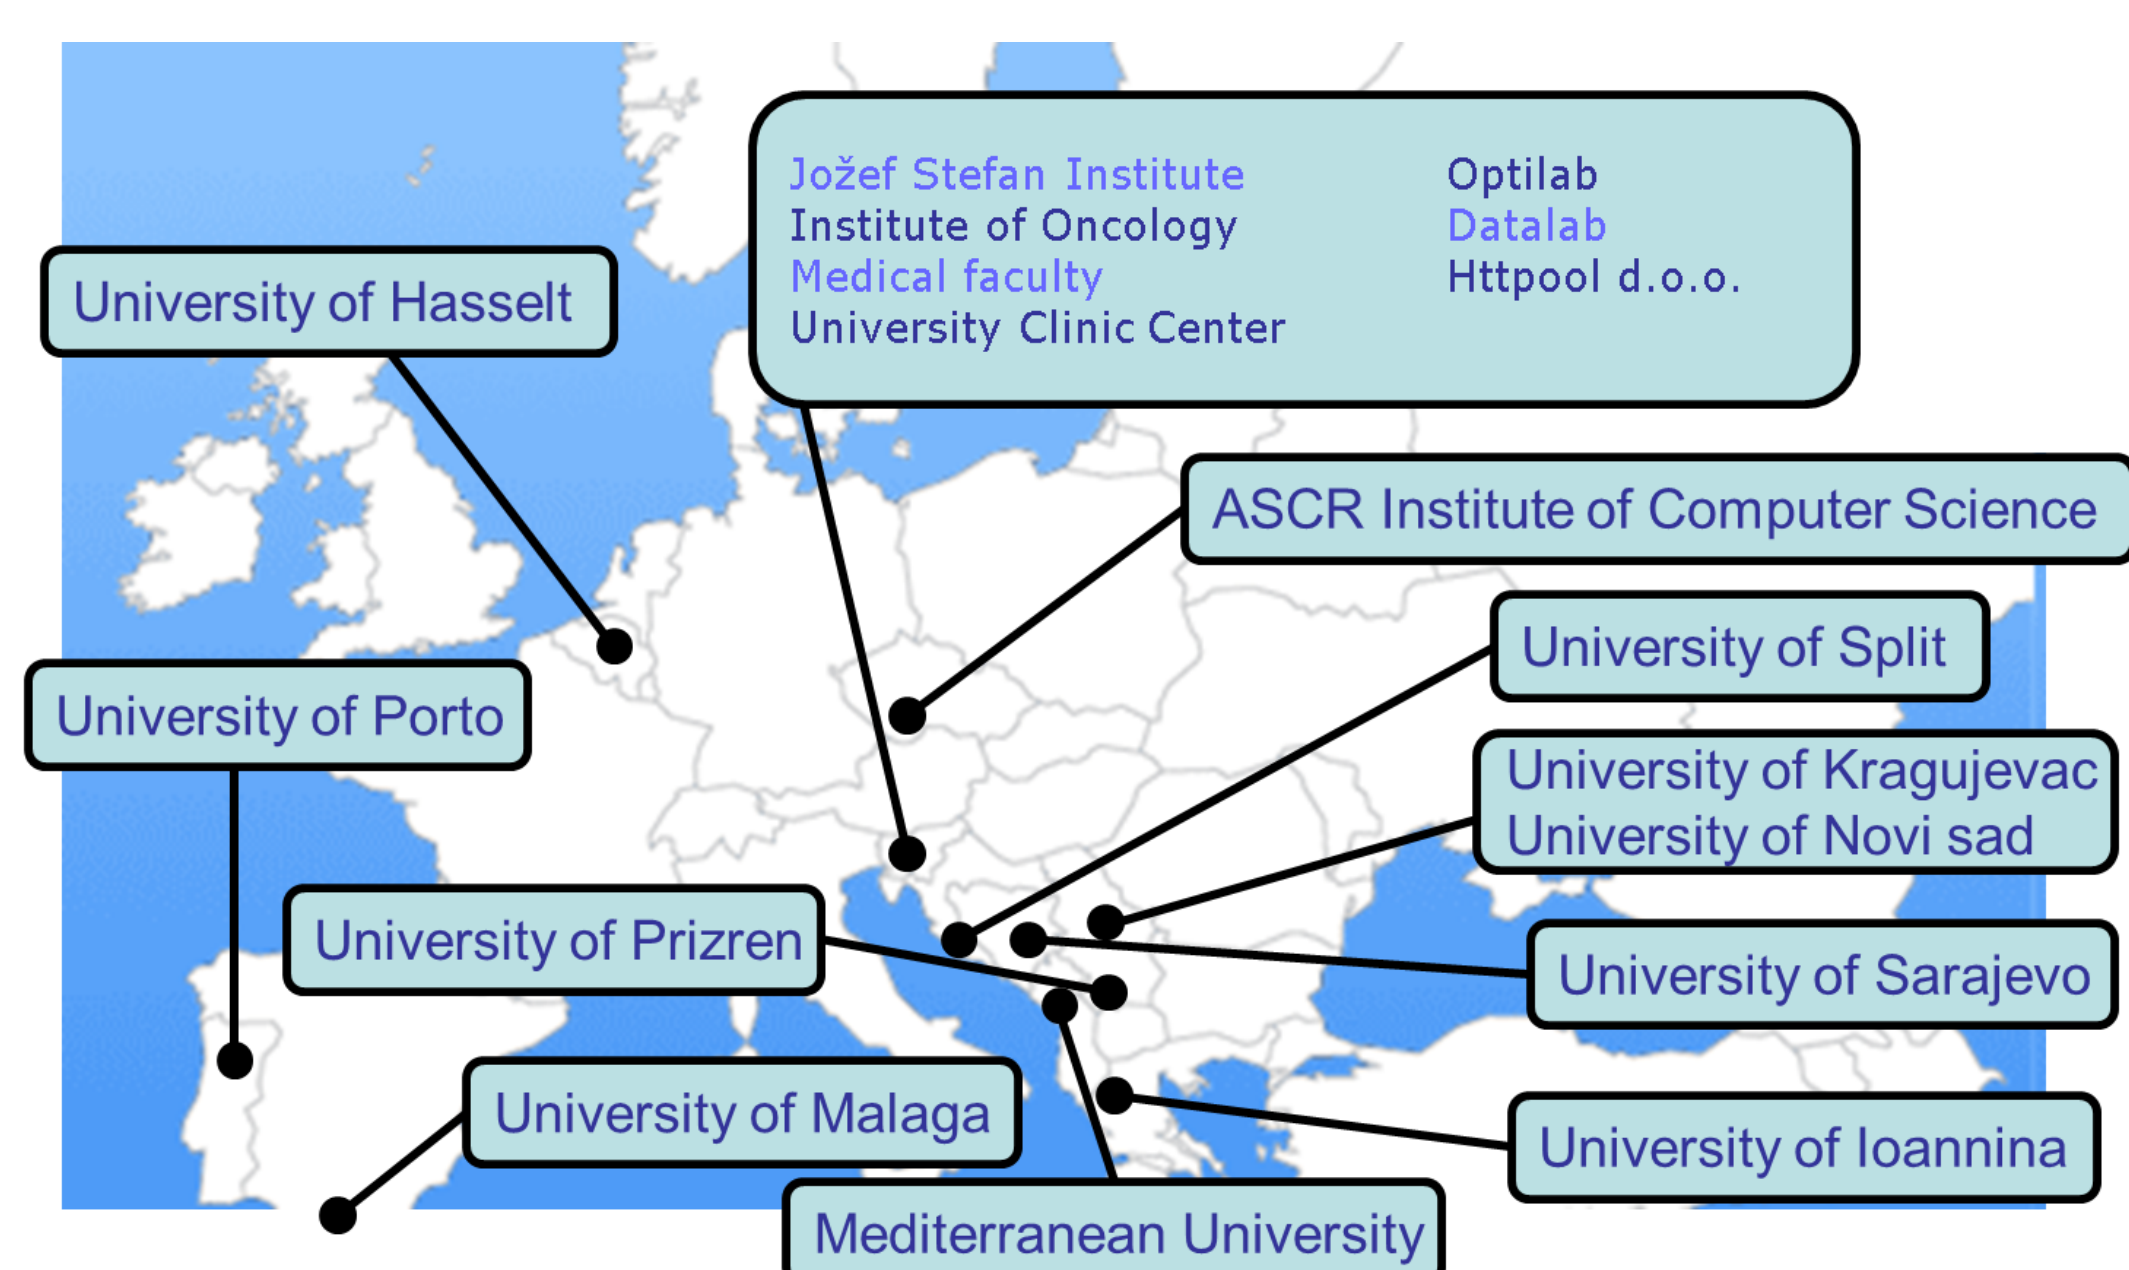 Jožef Stefan Institute
Institute of Oncology
Medical faculty
University Clinic Center
Optilab
Datalab
Httpool d.o.o.
University of Hasselt
ASCR Institute of Computer Science
University of Split
University of Porto
University of Kragujevac
University of Novi sad
University of Prizren
University of Sarajevo
University of Malaga
University of Ioannina
Mediterranean University